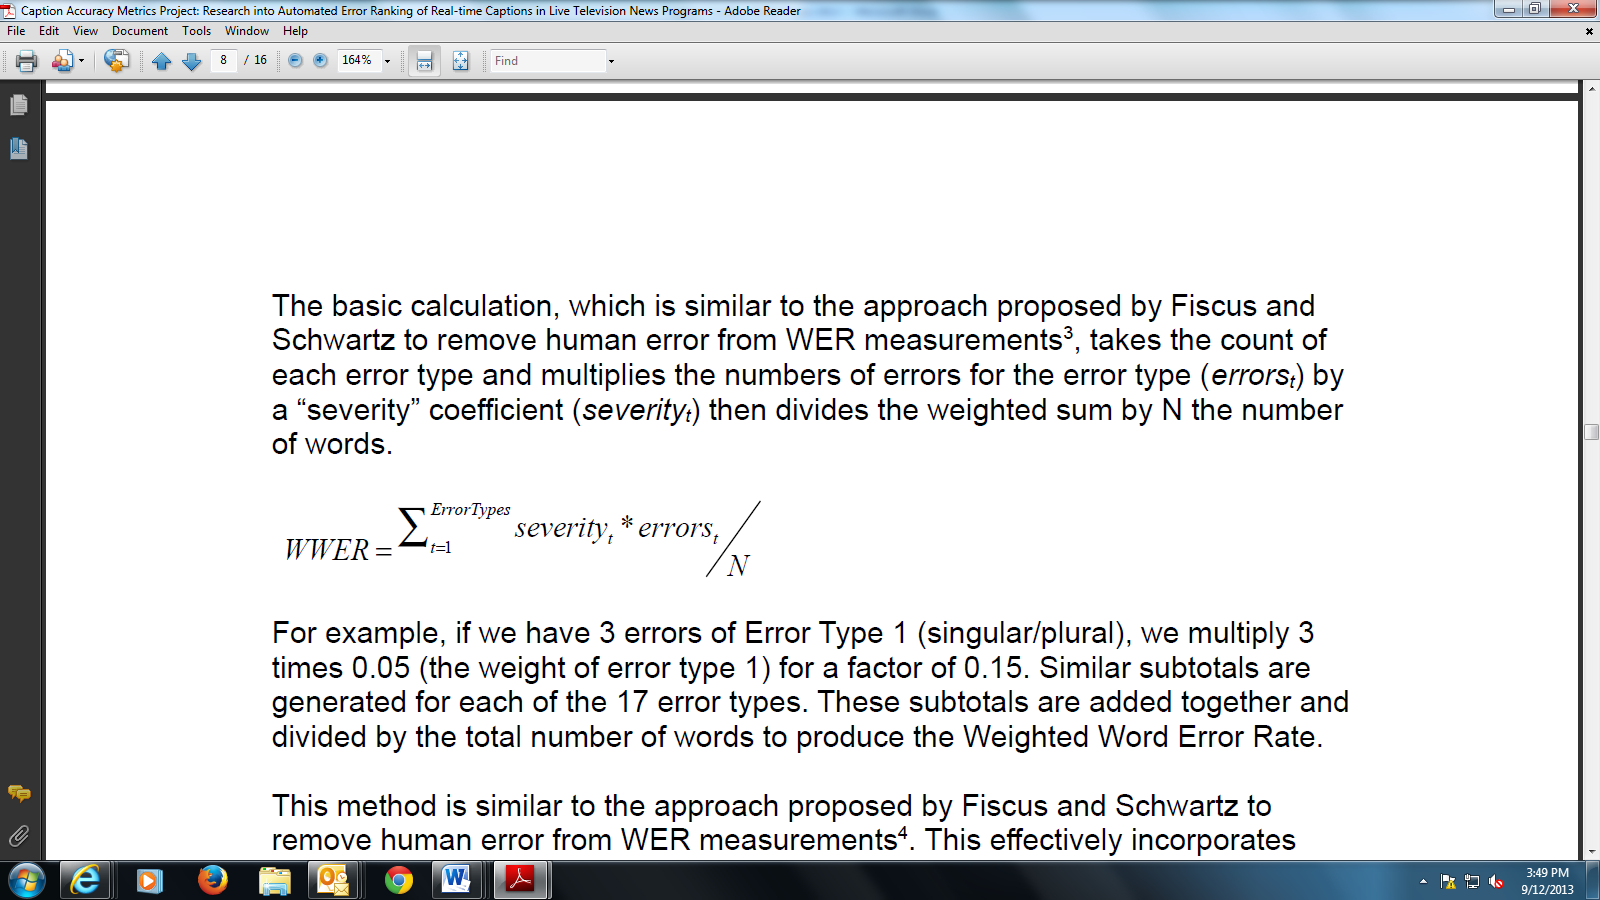 Caption Accuracy Metrics Project: Research into Automated Error Ranking of Real-time Captions in Live Television News Programs - Adobe Reader
File Edit View Document Tools Window Help
8 / 16 164% Find
The basic calculation, which is similar to the approach proposed by Fiscus and
Schwartz to remove human error from WER measurements³, takes the count of
each error type and multiplies the numbers of errors for the error type (errorsₜ) by
a “severity” coefficient (severityₜ) then divides the weighted sum by N the number
of words.
WWER = ∑ₜ₌₁^ErrorTypes severityₜ * errorsₜ / N
For example, if we have 3 errors of Error Type 1 (singular/plural), we multiply 3
times 0.05 (the weight of error type 1) for a factor of 0.15. Similar subtotals are
generated for each of the 17 error types. These subtotals are added together and
divided by the total number of words to produce the Weighted Word Error Rate.
This method is similar to the approach proposed by Fiscus and Schwartz to
remove human error from WER measurements⁴. This effectively incorporates
3:49 PM
9/12/2013